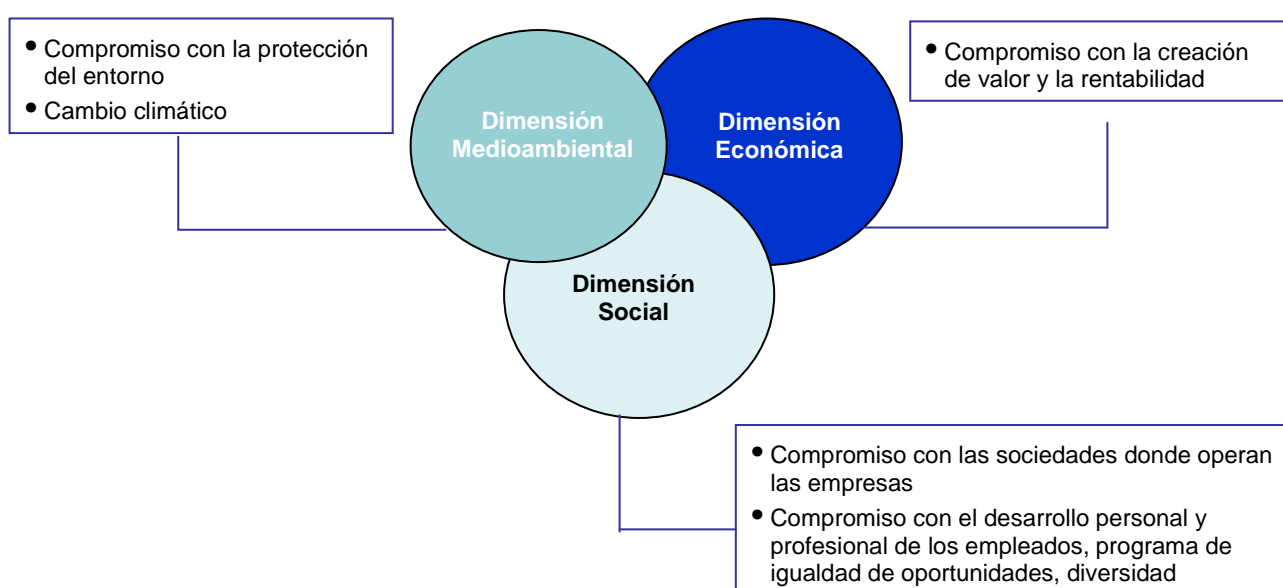 • Compromiso con la protección
del entorno
• Cambio climático
Dimensión
Medioambiental
Dimensión
Económica
• Compromiso con la creación
de valor y la rentabilidad
Dimensión
Social
• Compromiso con las sociedades donde operan
las empresas
• Compromiso con el desarrollo personal y
profesional de los empleados, programa de
igualdad de oportunidades, diversidad